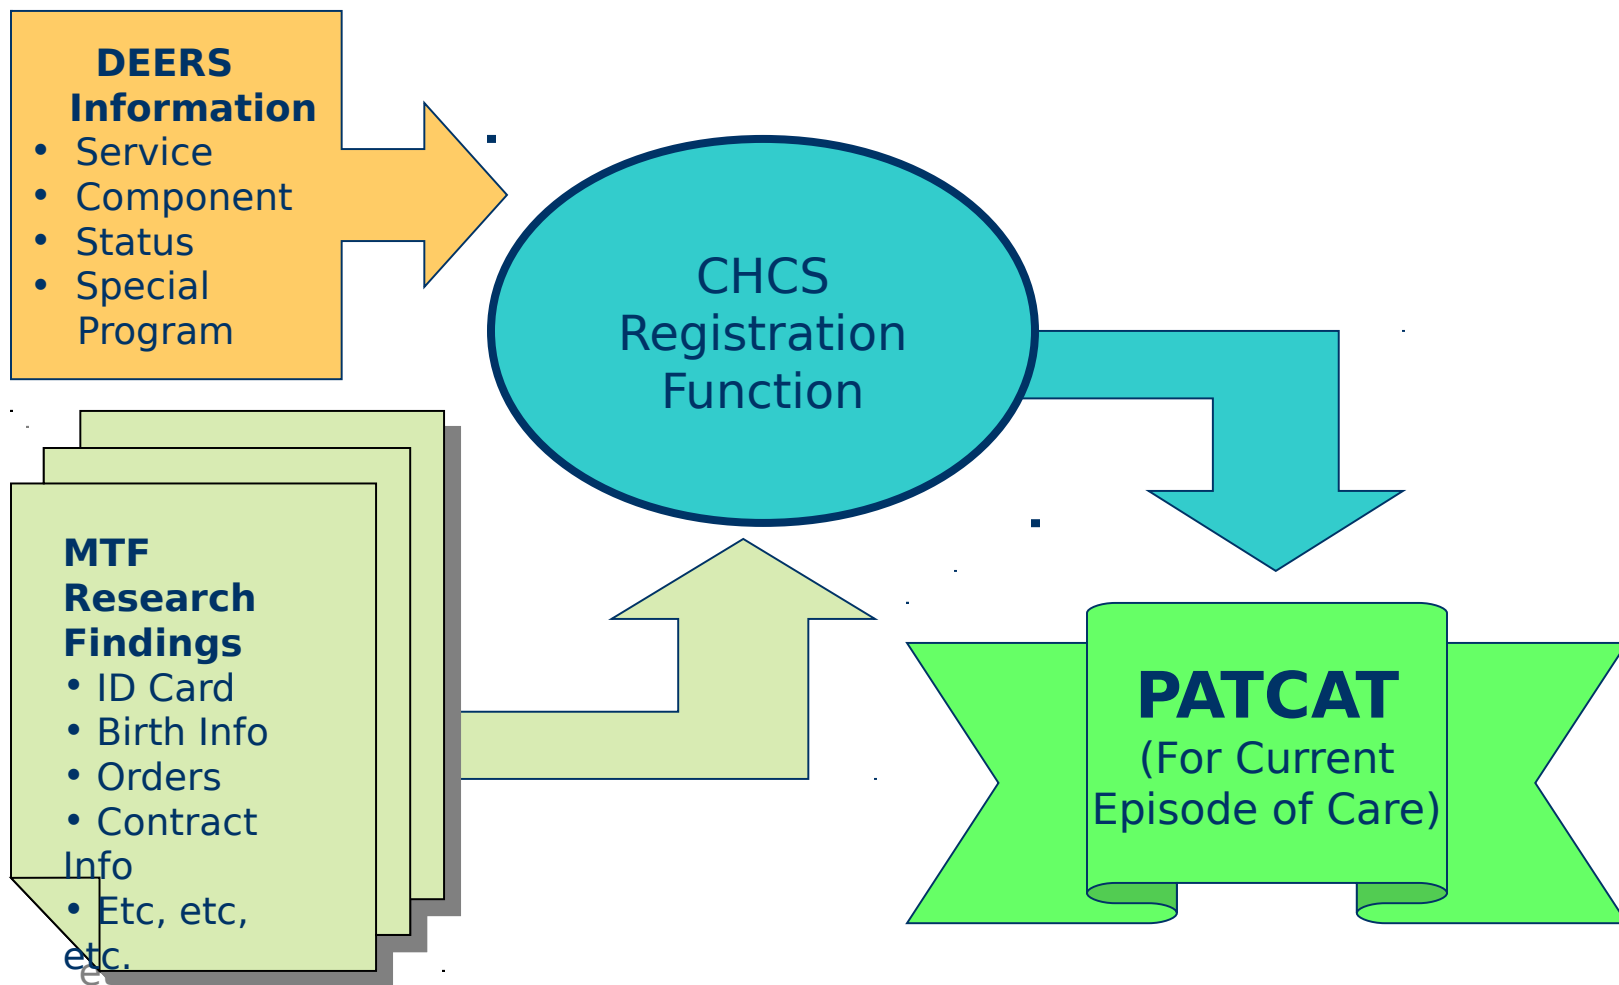 DEERS
Information
• Service
• Component
• Status
• Special
Program
CHCS
Registration
Function
MTF
Research
Findings
• ID Card
• Birth Info
• Orders
• Contract
Info
• Etc, etc,
etc.
PATCAT
(For Current
Episode of Care)